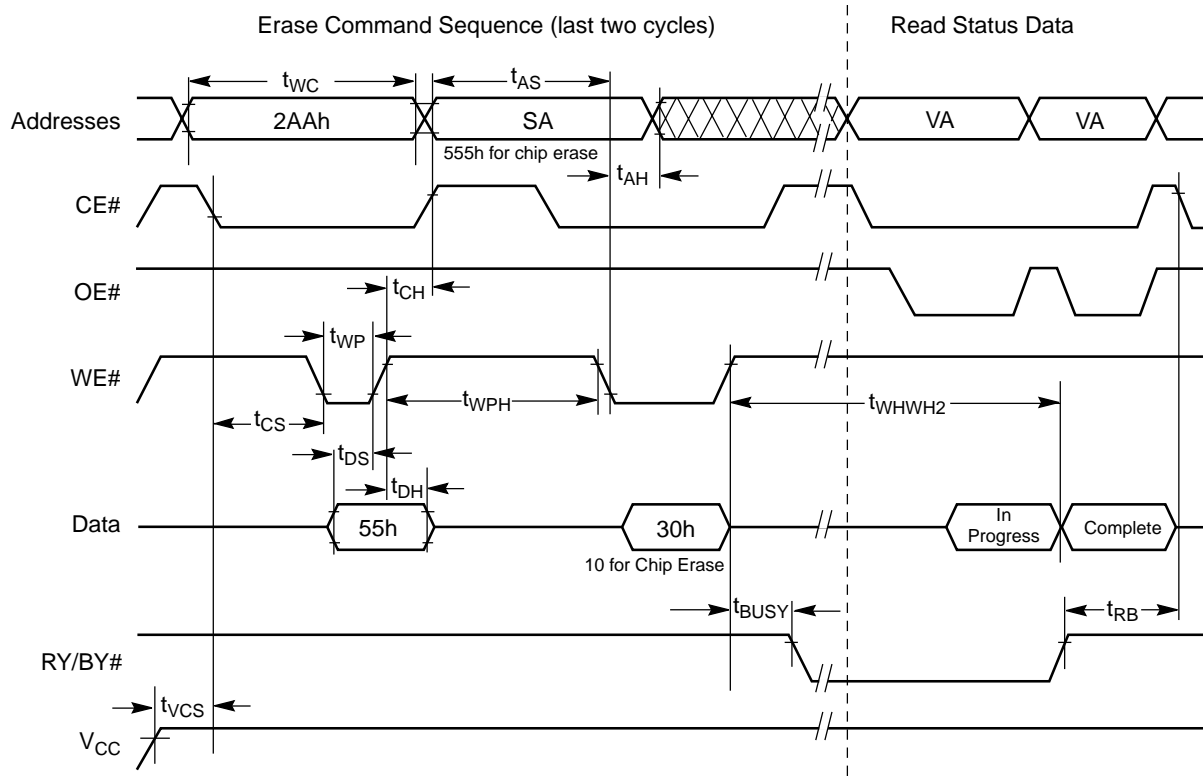 Erase Command Sequence (last two cycles)
Read Status Data
tWC
tAS
Addresses
2AAh
SA
VA
VA
555h for chip erase
tAH
CE#
OE#
tCH
tWP
WE#
tWPH
tWHWH2
tCS
tDS
tDH
Data
55h
30h
In
Progress
Complete
10 for Chip Erase
tBUSY
tRB
RY/BY#
tVCS
VCC